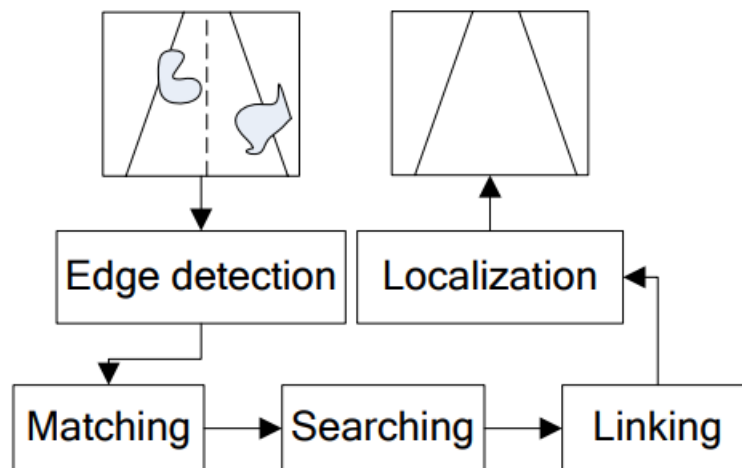 Edge detection
Localization
Matching
Searching
Linking